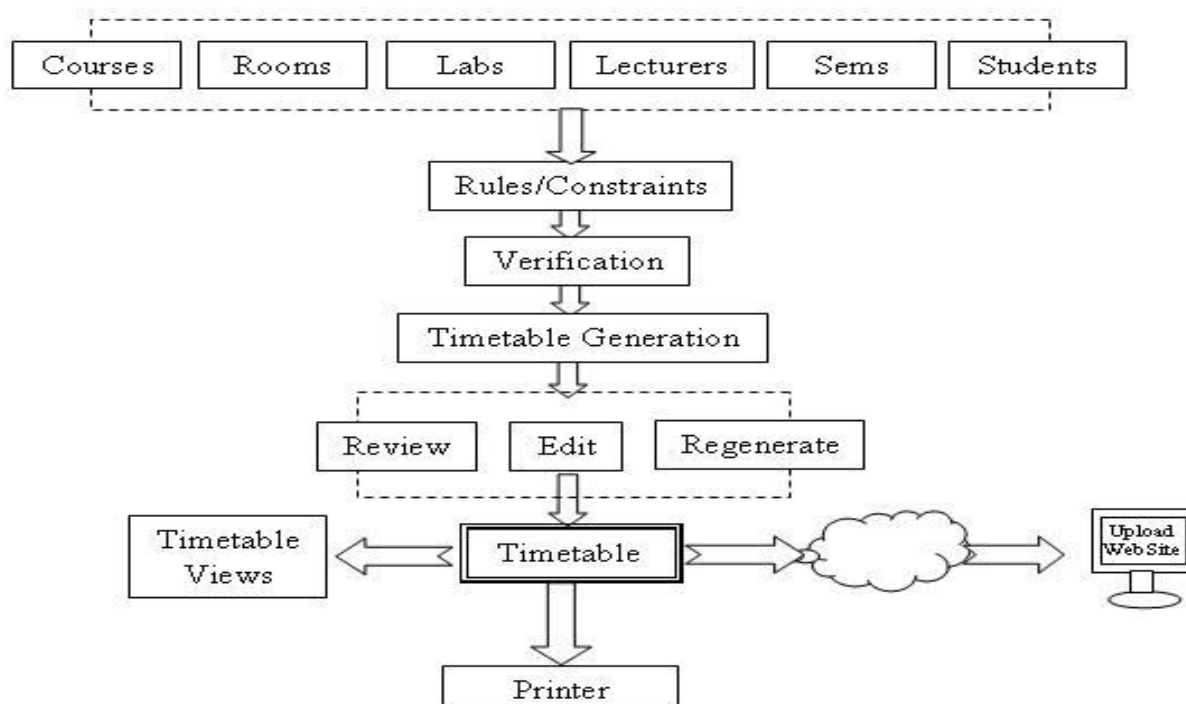 Courses
Rooms
Labs
Lecturers
Sems
Students
Rules/Constraints
Verification
Timetable Generation
Review
Edit
Regenerate
Timetable
Views
Timetable
Upload
Web Site
Printer